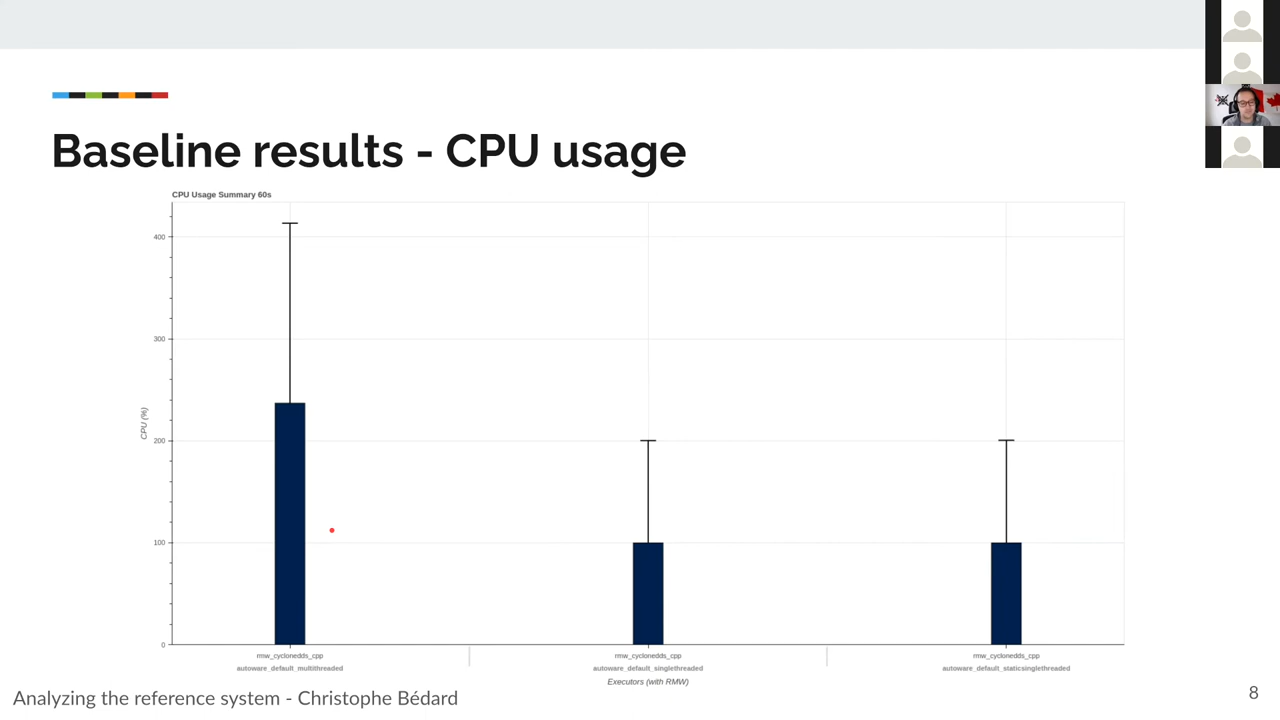 Baseline results - CPU usage
CPU Usage Summary 60s
400
300
200
100
0
CPU (%)
rmw_cyclonedds_cpp rmw_cyclonedds_cpp rmw_cyclonedds_cpp
autoware_default_multithreaded autoware_default_singlethreaded autoware_default_staticsinglethreaded
Executors (with RMW)
Analyzing the reference system - Christophe Bédard
8